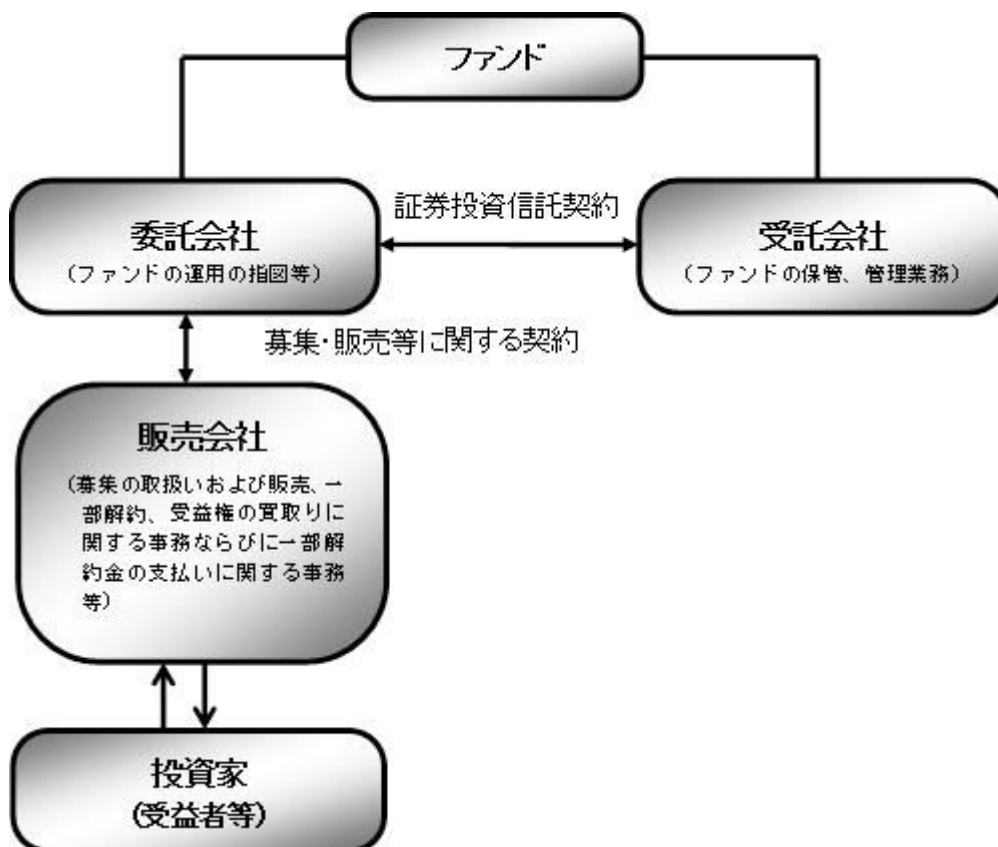 ファンド
証券投資信託契約
委託会社
（ファンドの運用の指図等）
受託会社
（ファンドの保管、管理業務）
募集・販売等に関する契約
販売会社
（募集の取扱いおよび販売、一
部解約、受益権の買取りに
関する事務ならびに一部解
約金の支払いに関する事務
等）
投資家
（受益者等）